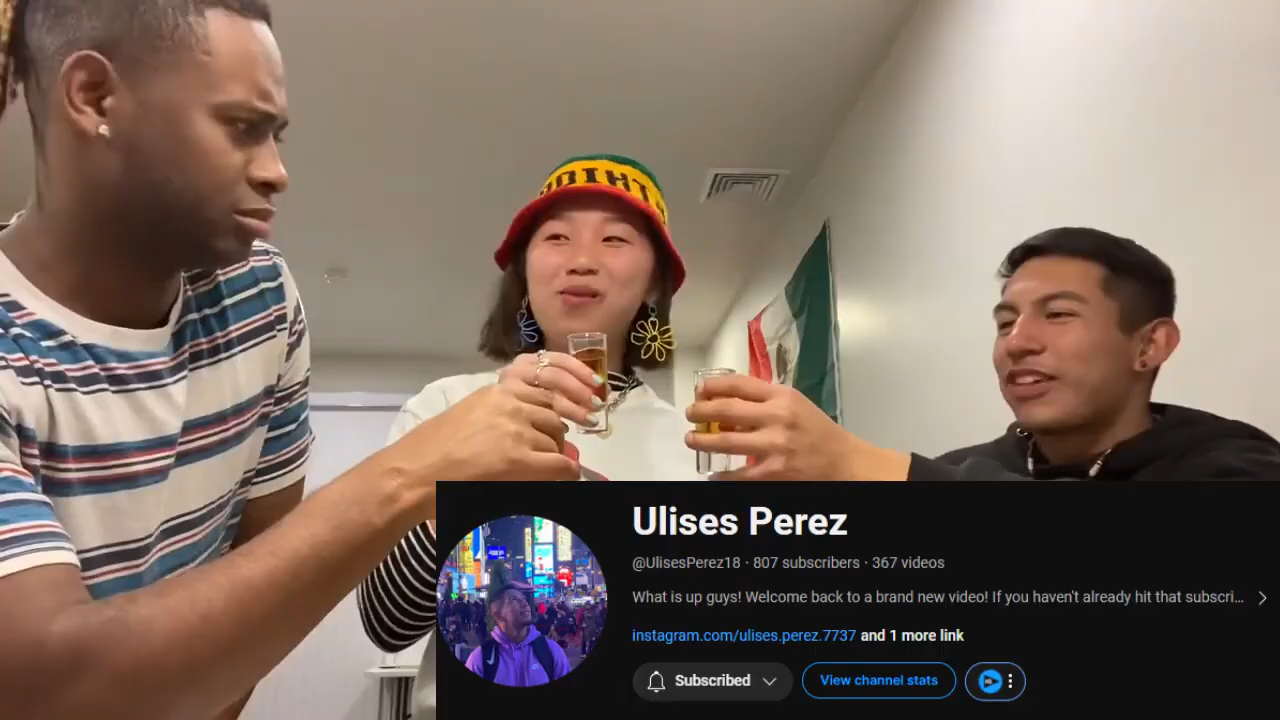 Ulises Perez
@UlisesPerez18 · 807 subscribers · 367 videos
What is up guys! Welcome back to a brand new video! If you haven't already hit that subscri...
instagram.com/ulises.perez.7737 and 1 more link
Subscribed
View channel stats